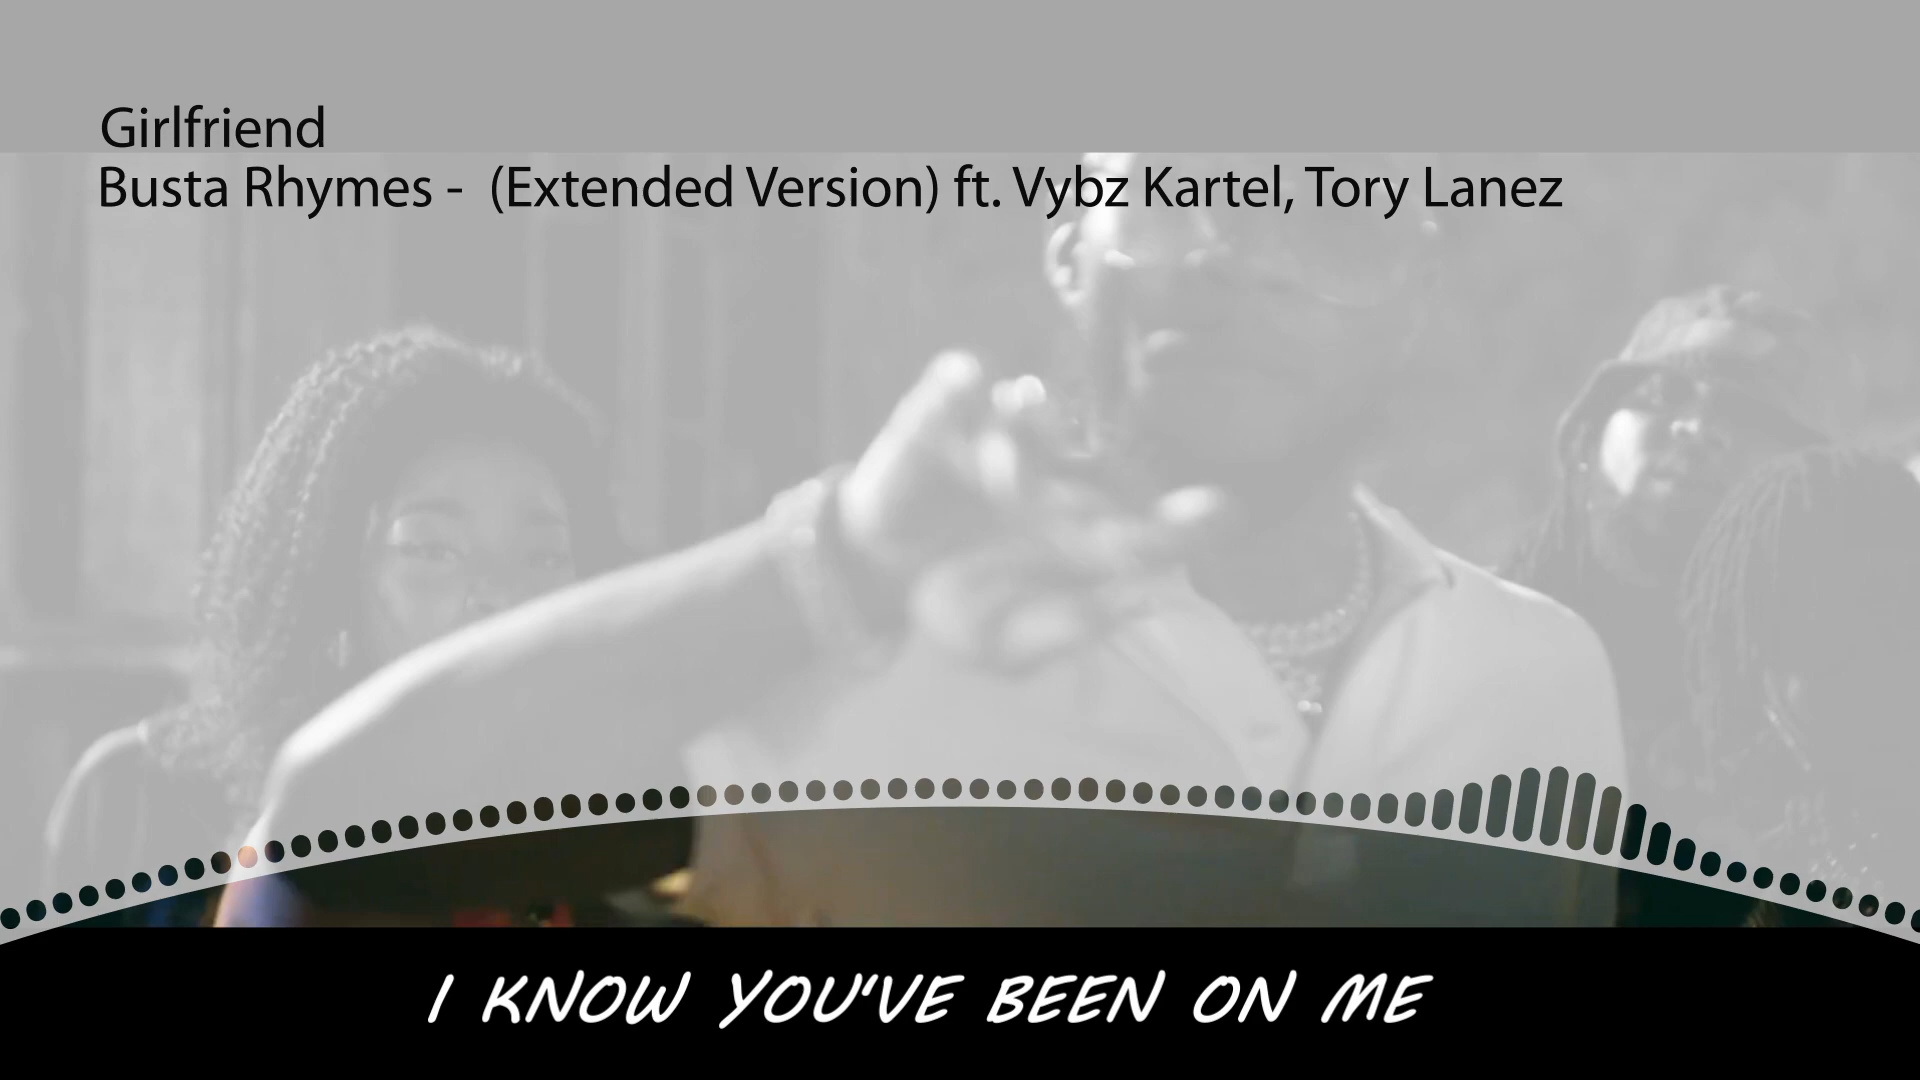 Girlfriend
Busta Rhymes -  (Extended Version) ft. Vybz Kartel, Tory Lanez
I KNOW YOU'VE BEEN ON ME